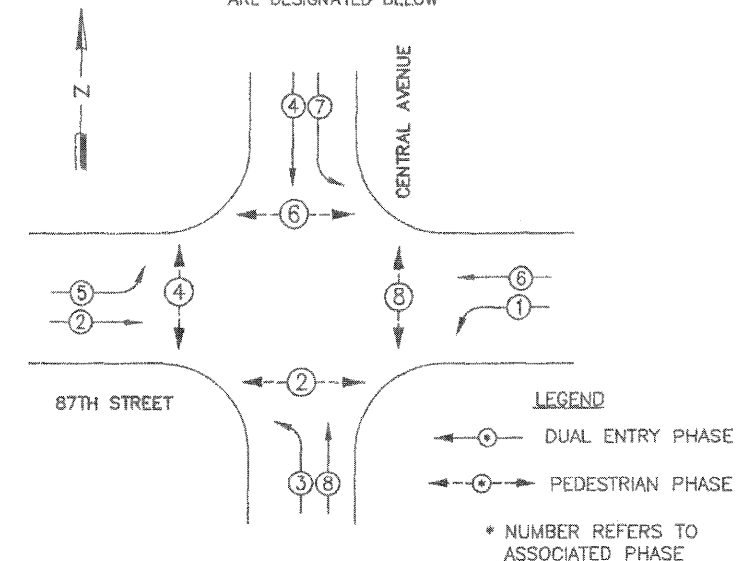 ARE DESIGNATED BELOW
N
CENTRAL AVENUE
4 7
6
5
4
8
6
2
1
2
87TH STREET
3 8
LEGEND
* DUAL ENTRY PHASE
* PEDESTRIAN PHASE
* NUMBER REFERS TO
ASSOCIATED PHASE